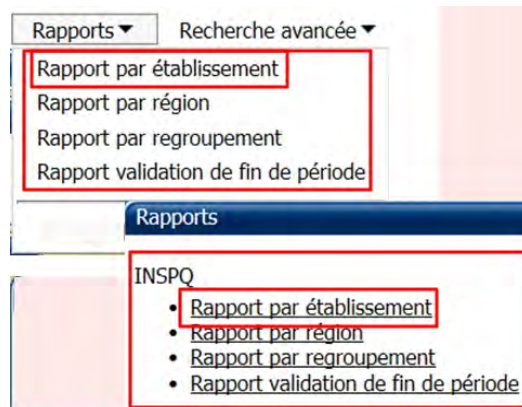 Rapports▼ Recherche avancée▼
Rapport par établissement
Rapport par région
Rapport par regroupement
Rapport validation de fin de période
Rapports
INSPQ
• Rapport par établissement
• Rapport par région
• Rapport par regroupement
• Rapport validation de fin de période